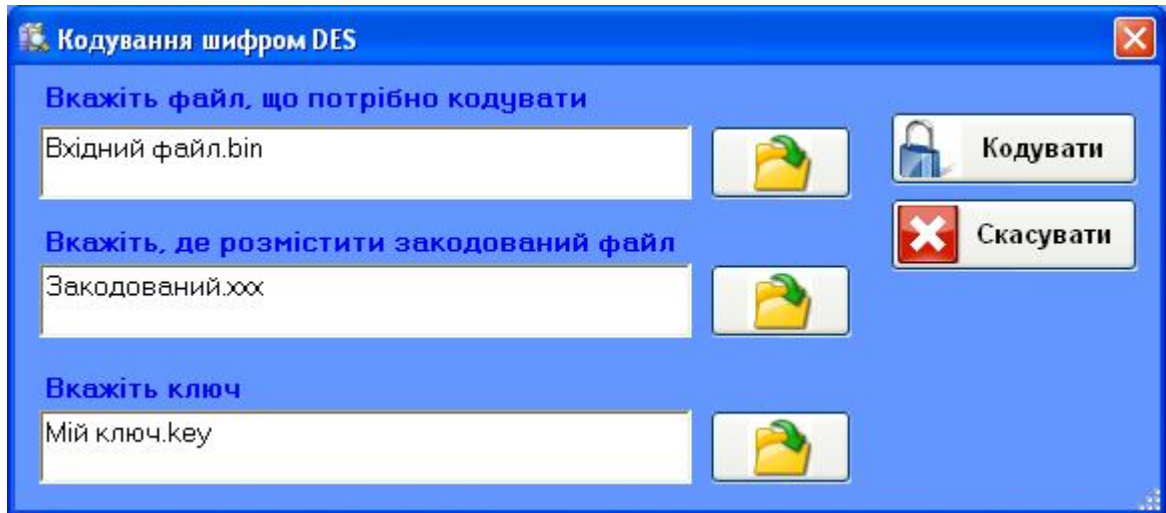 Кодування шифром DES
Вкажіть файл, що потрібно кодувати
Вхідний файл.bin
Кодувати
Скасувати
Вкажіть, де розмістити закодований файл
Закодований.xxx
Вкажіть ключ
Мій ключ.key